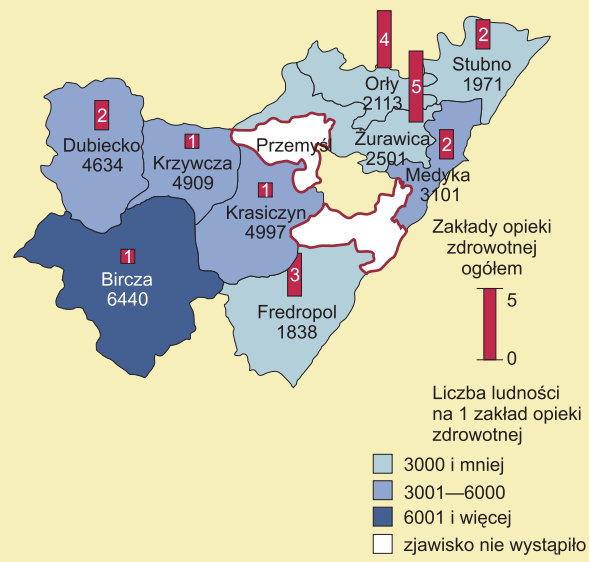 4
2
Stubno
1971
Orły
2113
5
2
Dubiecko
4634
1
Krzywcza
4909
Przemyśl
Żurawica
2501
2
Medyka
3101
1
Krasiczyn
4997
1
Bircza
6440
3
Fredropol
1838
Zakłady opieki
zdrowotnej
ogółem
5
0
Liczba ludności
na 1 zakład opieki
zdrowotnej
3000 i mniej
3001—6000
6001 i więcej
zjawisko nie wystąpiło